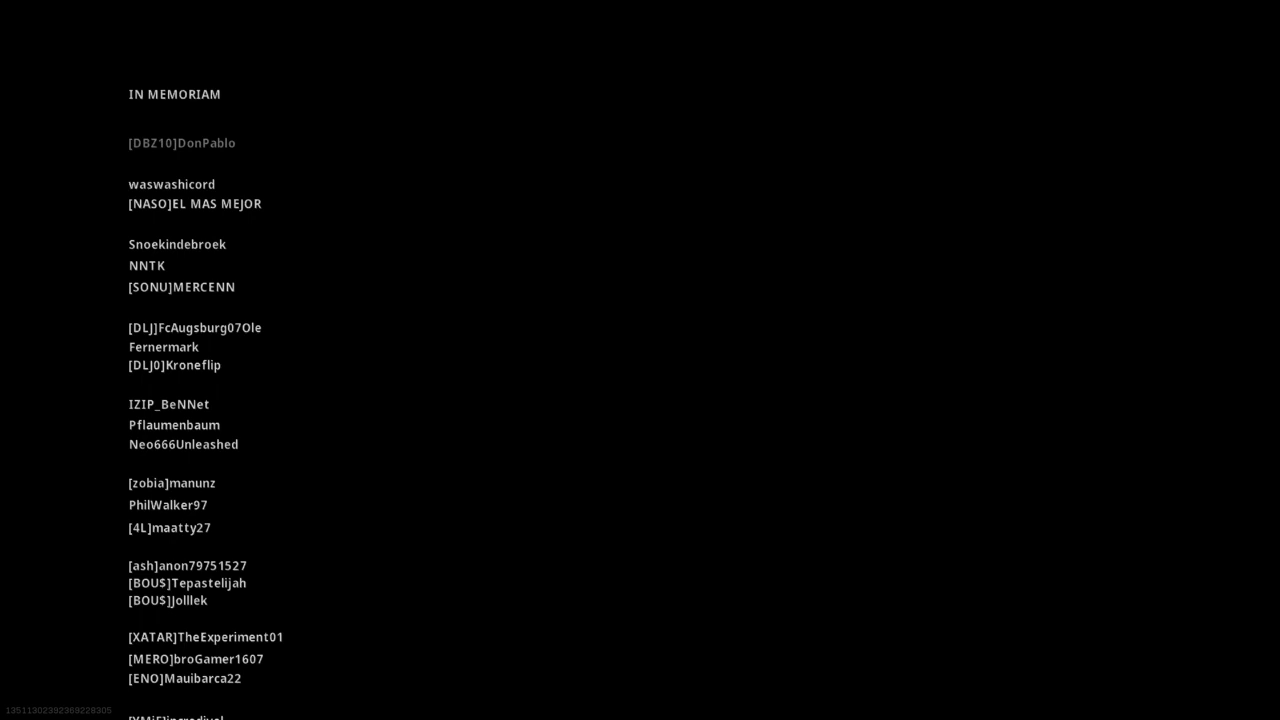 IN MEMORIAM
[DBZ10]DonPablo
waswashicord
[NASO]EL MAS MEJOR
Snoekindebroek
NNTK
[SONU]MERCENN
[DLJ]FcAugsburg07Ole
Fernermark
[DLJ0]Kroneflip
IZIP_BeNNet
Pflaumenbaum
Neo666Unleashed
[zobia]manunz
PhilWalker97
[4L]maatty27
[ash]anon79751527
[BOU$]Tepastelijah
[BOU$]Jolllek
[XATAR]TheExperiment01
[MERO]broGamer1607
[ENO]Mauibarca22